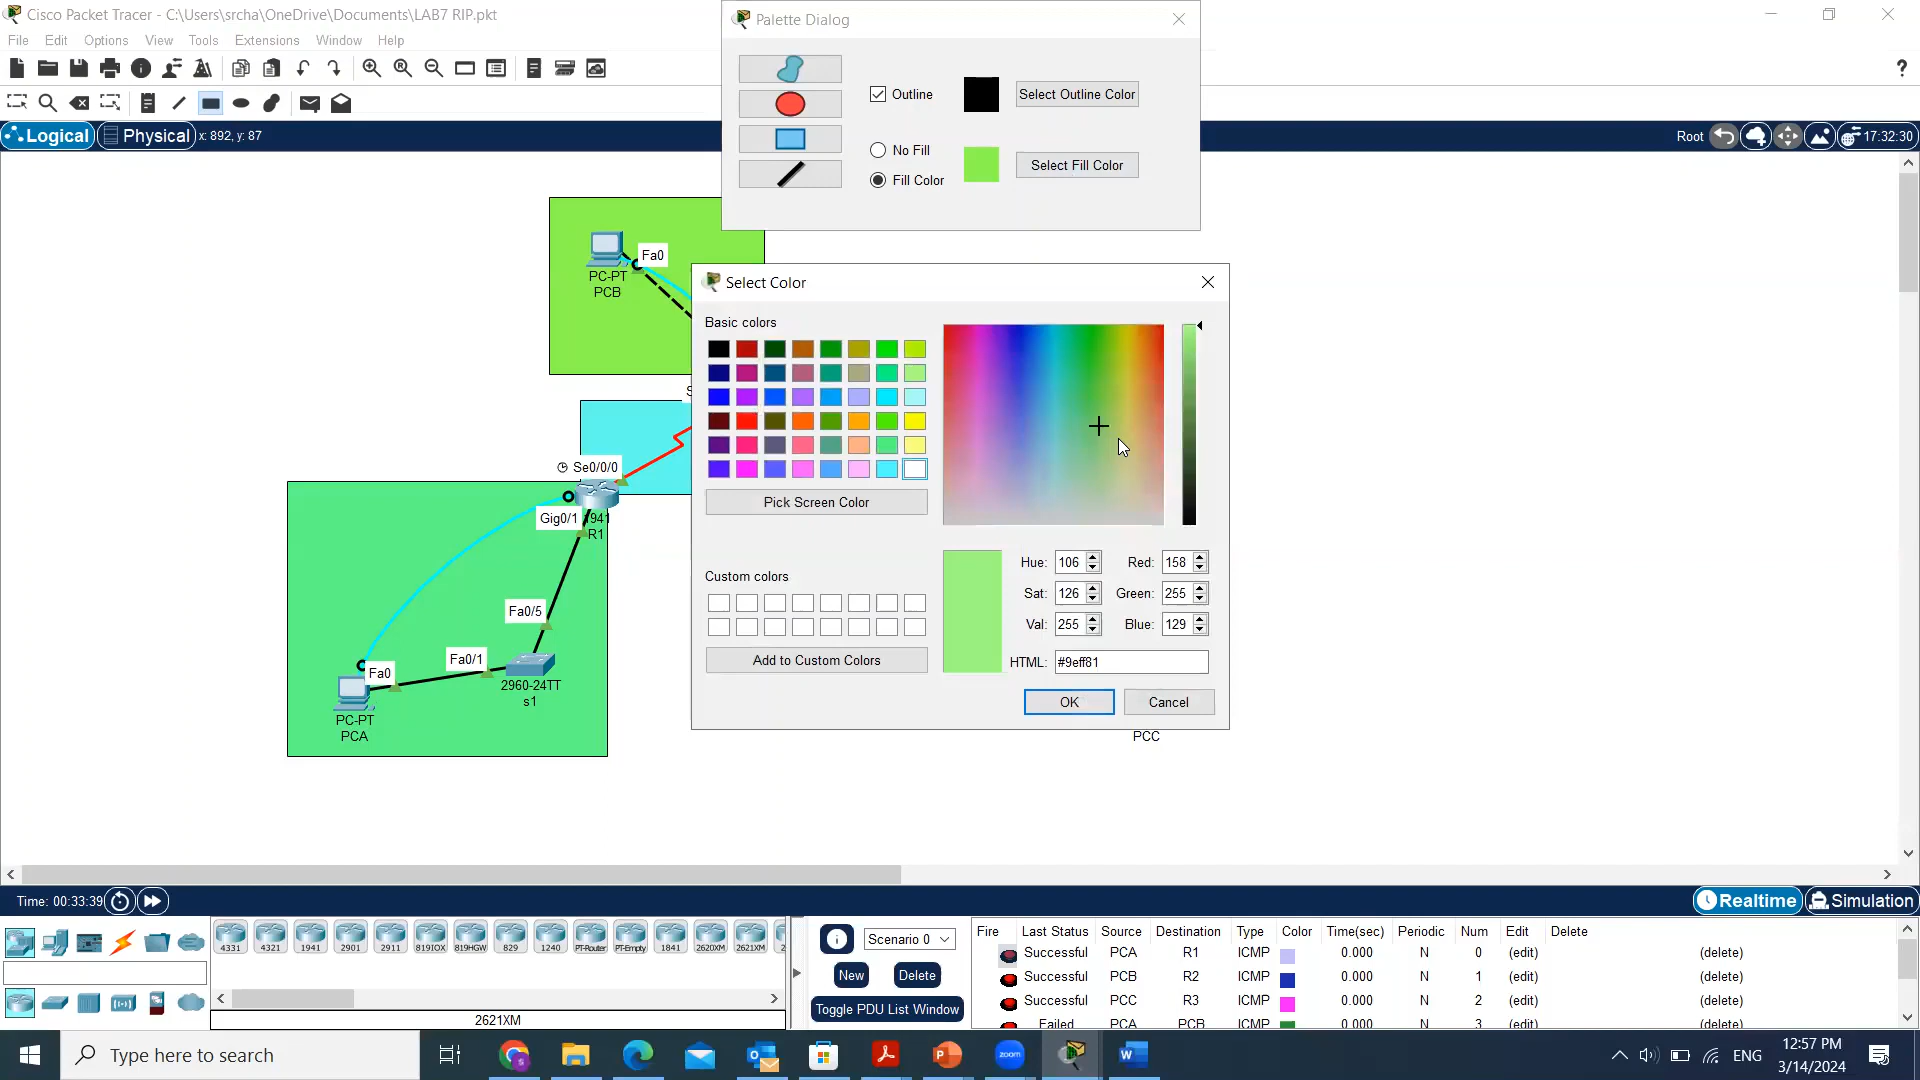 Cisco Packet Tracer - C:\Users\srcha\OneDrive\Documents\LAB7 RIP.pkt
File Edit Options View Tools Extensions Window Help
?
Logical Physical x: 892, y: 87
Root 17:32:30
Palette Dialog
Outline Select Outline Color
No Fill
Fill Color Select Fill Color
Fa0
PC-PT
PCB
S
Se0/0/0
Gig0/1 1941
R1
Fa0/5
Fa0/1
Fa0
2960-24TT
s1
PC-PT
PCA
PCC
Select Color
Basic colors
Pick Screen Color
Custom colors
Add to Custom Colors
Hue: 106 Red: 158
Sat: 126 Green: 255
Val: 255 Blue: 129
HTML: #9eff81
OK Cancel
Time: 00:33:39
Realtime Simulation
4331 4321 1941 2901 2911 819IOX 819HGW 829 1240 PT-Router PT-Empty 1841 2620XM 2621XM 2
2621XM
Scenario 0
New Delete
Toggle PDU List Window
Fire Last Status Source Destination Type Color Time(sec) Periodic Num Edit Delete
Successful PCA R1 ICMP 0.000 N 0 (edit) (delete)
Successful PCB R2 ICMP 0.000 N 1 (edit) (delete)
Successful PCC R3 ICMP 0.000 N 2 (edit) (delete)
Failed PCA PCB ICMP 0.000 N 3 (edit) (delete)
Type here to search
zoom
ENG
12:57 PM
3/14/2024